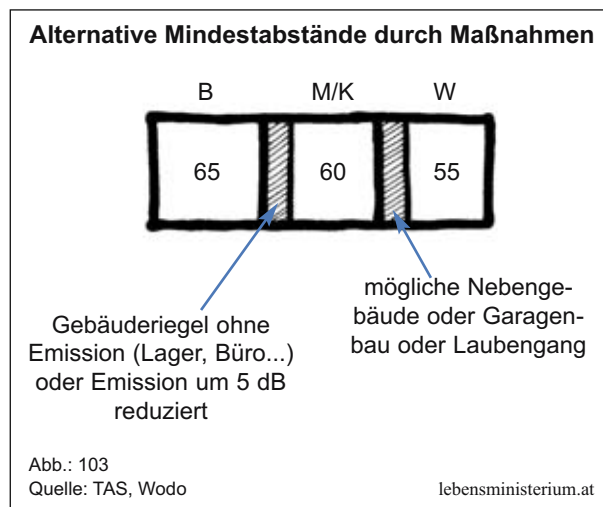 Alternative Mindestabstände durch Maßnahmen
B M/K W
65 60 55
Gebäuderiegel ohne
Emission (Lager, Büro...)
oder Emission um 5 dB
reduziert
mögliche Nebenge-
bäude oder Garagen-
bau oder Laubengang
Abb.: 103
Quelle: TAS, Wodo
lebensministerium.at